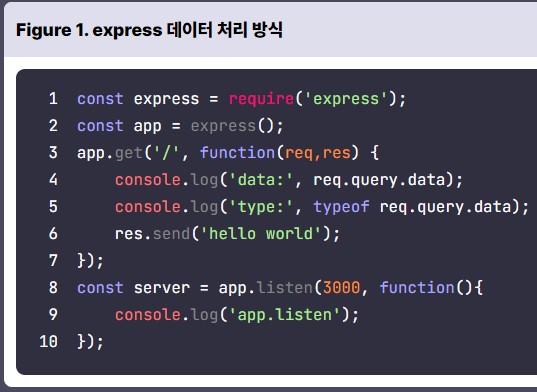 Figure 1. express 데이터 처리 방식
1 const express = require('express');
2 const app = express();
3 app.get('/', function(req,res) {
4     console.log('data:', req.query.data);
5     console.log('type:', typeof req.query.data);
6     res.send('hello world');
7 });
8 const server = app.listen(3000, function(){
9     console.log('app.listen');
10 });